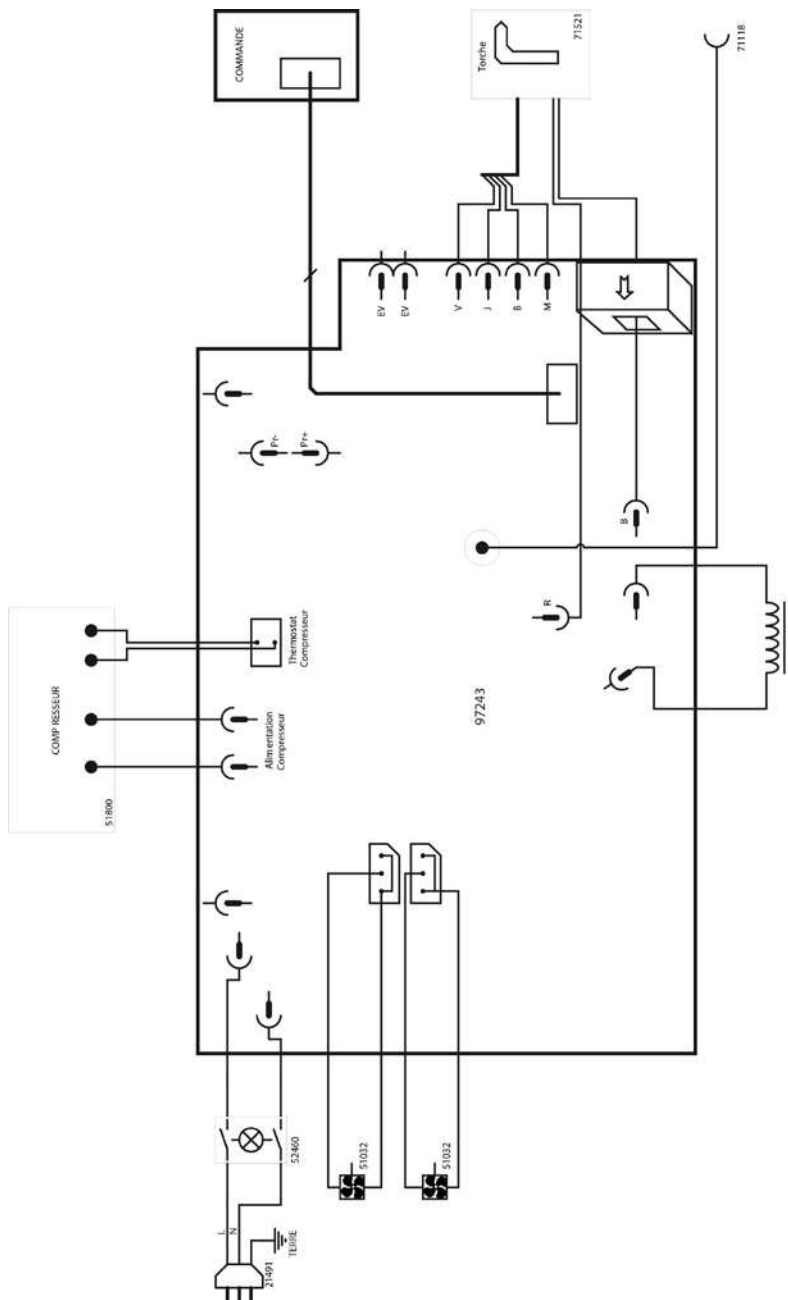 COMMANDE
Torche
71521
71118
EV
EV
V
J
B
M
Pr-
Pr+
B
R
COMP RESSEUR
51800
Thermostat
Compresseur
Alimentation
Compresseur
97243
52460
51032
51032
L
N
TERRE
21491